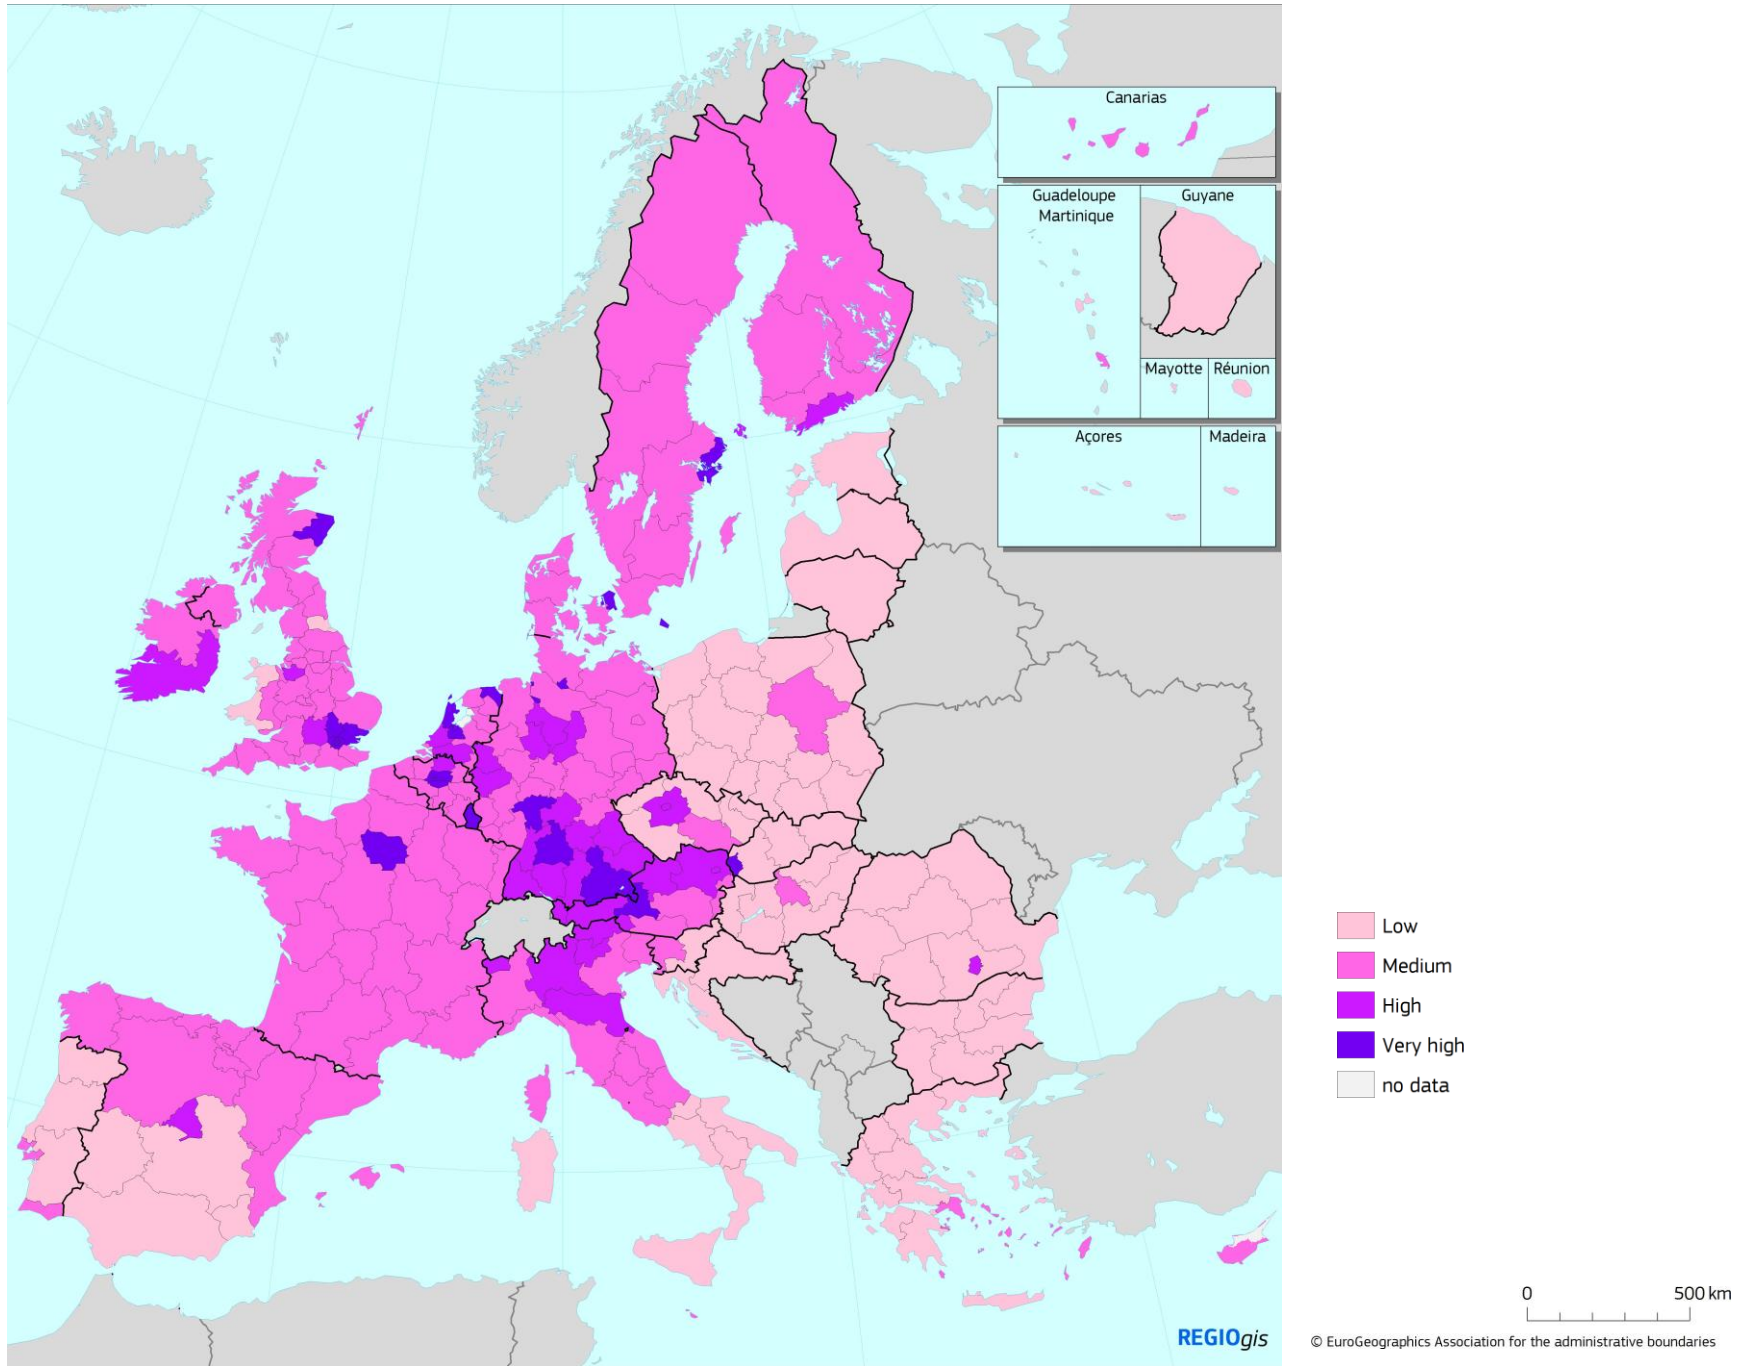 Canarias
Guadeloupe
Martinique
Guyane
Mayotte
Réunion
Açores
Madeira
Low
Medium
High
Very high
no data
0 500 km
REGIOgis
© EuroGeographics Association for the administrative boundaries